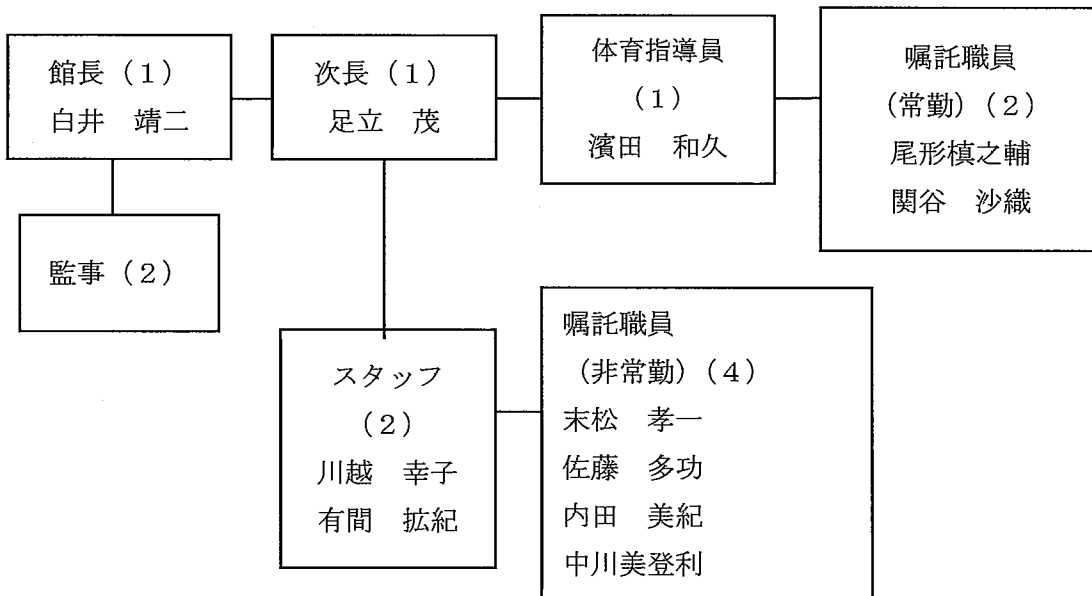 館長（１）
白井　靖二
次長（１）
足立　茂
体育指導員
（１）
濱田　和久
嘱託職員
（常勤）（２）
尾形槙之輔
関谷　沙織
監事（２）
スタッフ
（２）
川越　幸子
有間　拡紀
嘱託職員
（非常勤）（４）
末松　孝一
佐藤　多功
内田　美紀
中川美登利